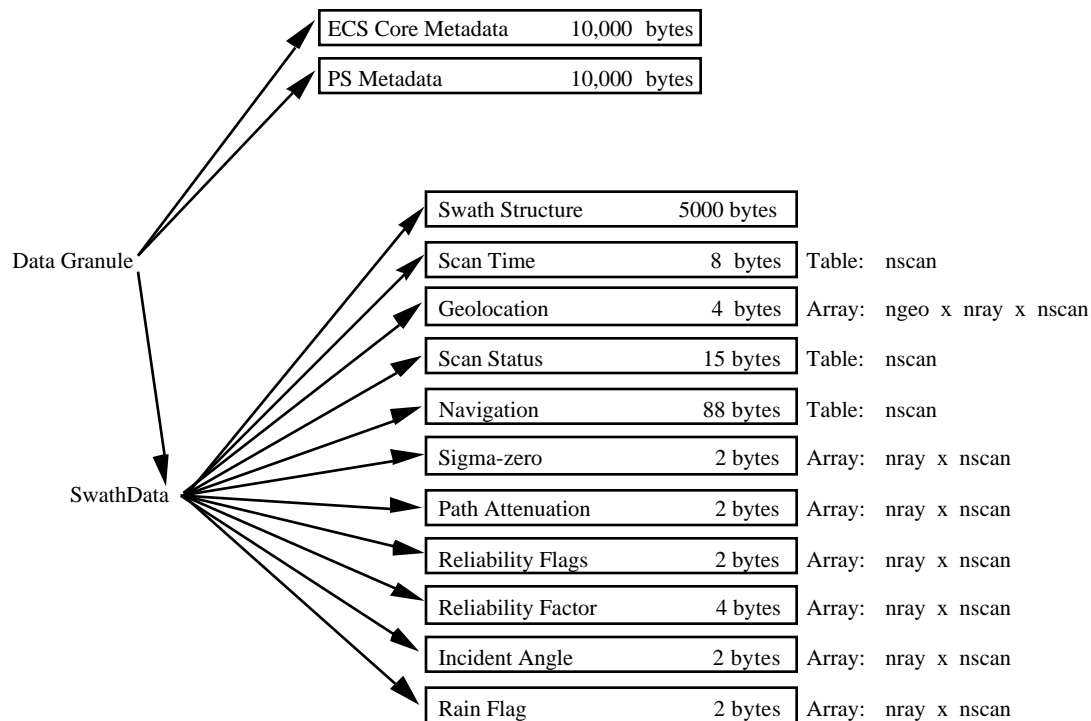 ECS Core Metadata 10,000 bytes
PS Metadata 10,000 bytes
Swath Structure 5000 bytes
Data Granule
Scan Time 8 bytes Table: nscan
Geolocation 4 bytes Array: ngeo x nray x nscan
Scan Status 15 bytes Table: nscan
Navigation 88 bytes Table: nscan
Sigma-zero 2 bytes Array: nray x nscan
SwathData
Path Attenuation 2 bytes Array: nray x nscan
Reliability Flags 2 bytes Array: nray x nscan
Reliability Factor 4 bytes Array: nray x nscan
Incident Angle 2 bytes Array: nray x nscan
Rain Flag 2 bytes Array: nray x nscan